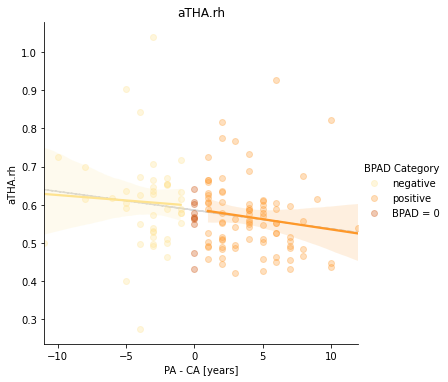 aTHA.rh
1.0
0.9
0.8
0.7
0.6
0.5
0.4
0.3
aTHA.rh
BPAD Category
negative
positive
BPAD = 0
−10
−5
0
5
10
PA - CA [years]